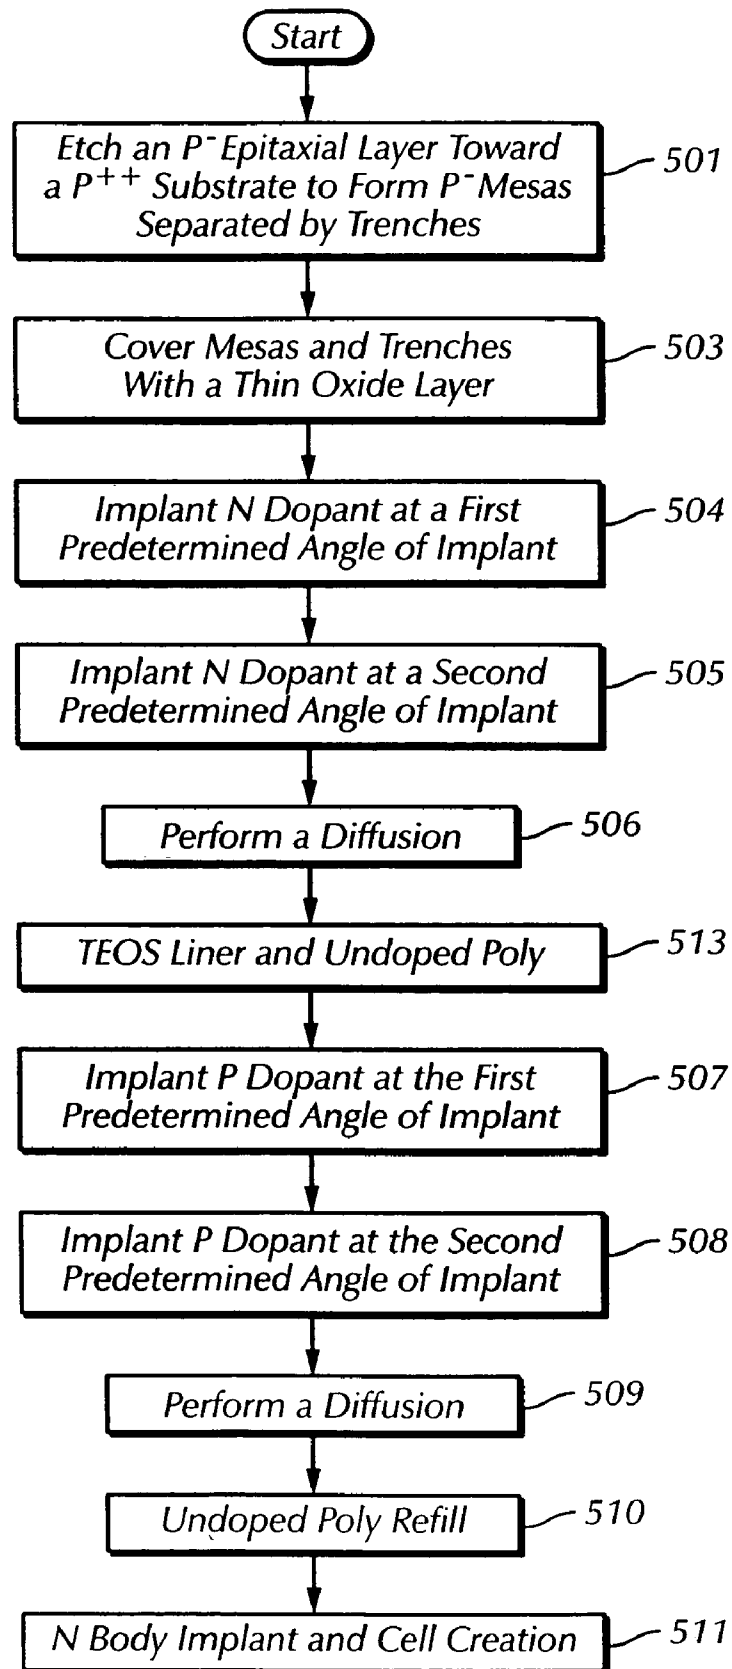 Start
Etch an P- Epitaxial Layer Toward
a P++ Substrate to Form P- Mesas
Separated by Trenches
501
Cover Mesas and Trenches
With a Thin Oxide Layer
503
Implant N Dopant at a First
Predetermined Angle of Implant
504
Implant N Dopant at a Second
Predetermined Angle of Implant
505
Perform a Diffusion
506
TEOS Liner and Undoped Poly
513
Implant P Dopant at the First
Predetermined Angle of Implant
507
Implant P Dopant at the Second
Predetermined Angle of Implant
508
Perform a Diffusion
509
Undoped Poly Refill
510
N Body Implant and Cell Creation
511